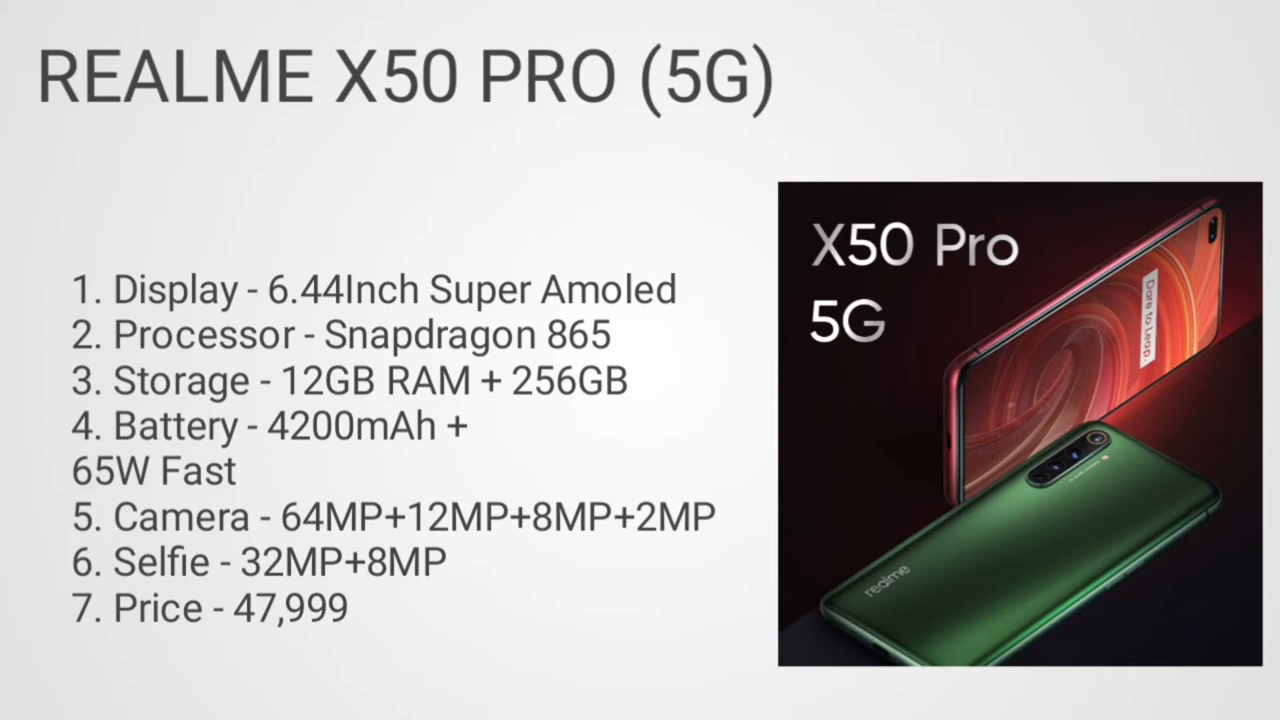 REALME X50 PRO (5G)
1. Display - 6.44Inch Super Amoled
2. Processor - Snapdragon 865
3. Storage - 12GB RAM + 256GB
4. Battery - 4200mAh +
65W Fast
5. Camera - 64MP+12MP+8MP+2MP
6. Selfie - 32MP+8MP
7. Price - 47,999
X50 Pro
5G
Dare to Leap.
realme